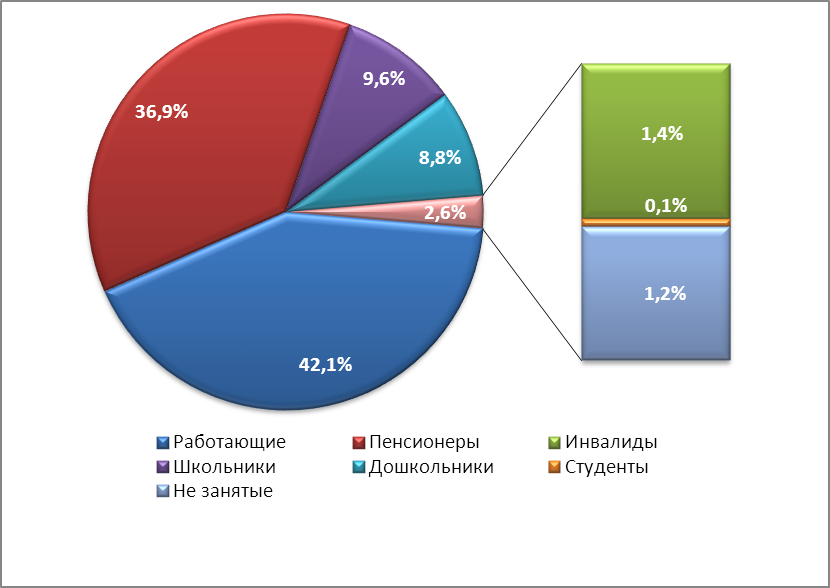 9,6%
36,9%
1,4%
8,8%
0,1%
2,6%
1,2%
42,1%
Работающие Пенсионеры Инвалиды
Школьники Дошкольники Студенты
Не занятые